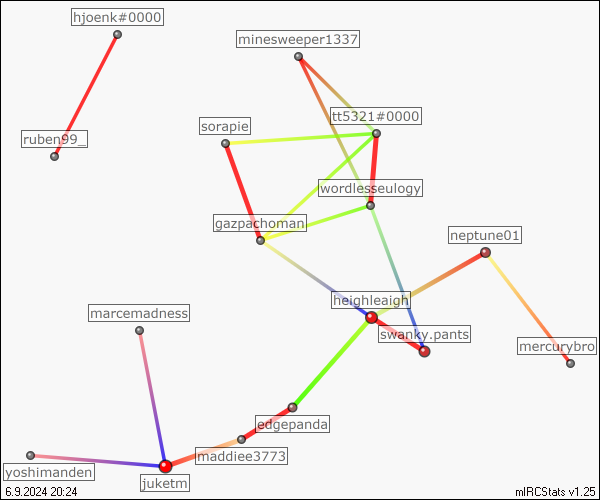 hjoenk#0000
minesweeper1337
tt5321#0000
sorapie
ruben99_
wordlesseulogy
gazpachoman
neptune01
heighleaigh
marcemadness
swanky.pants
mercurybro
edgepanda
maddiee3773
yoshimanden
juketm
6.9.2024 20:24
mIRCStats v1.25